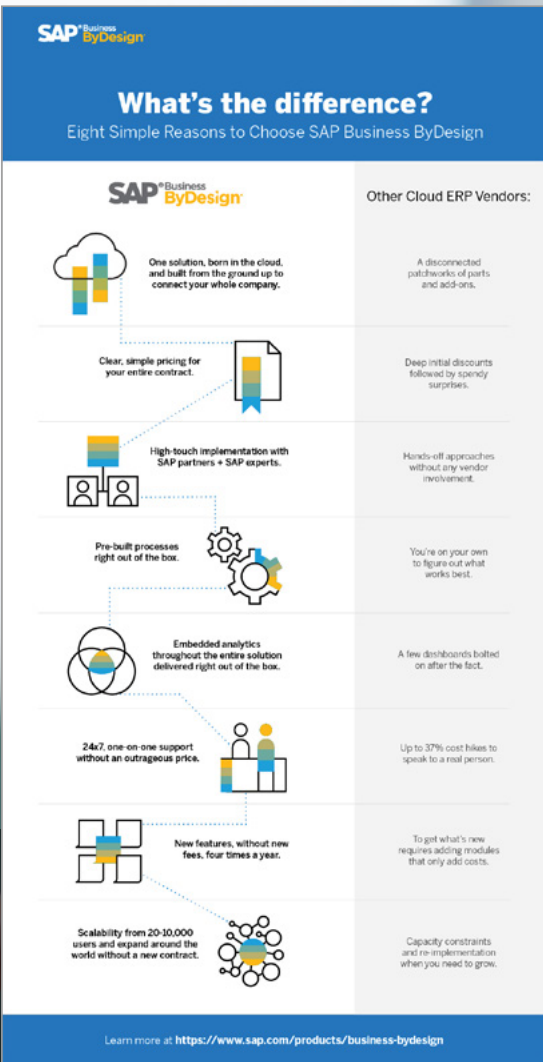 SAP® Business ByDesign®
What's the difference?
Eight Simple Reasons to Choose SAP Business ByDesign
SAP® Business ByDesign®
Other Cloud ERP Vendors:
One solution, born in the cloud,
and built from the ground up to
connect your whole company.
A disconnected
patchworks of parts
and add-ons.
Clear, simple pricing for
your entire contract.
Deep initial discounts
followed by spendy
surprises.
High-touch implementation with
SAP partners + SAP experts.
Hands-off approaches
without any vendor
involvement.
Pre-built processes
right out of the box.
You're on your own
to figure out what
works best.
Embedded analytics
throughout the entire solution
delivered right out of the box.
A few dashboards bolted
on after the fact.
24x7, one-on-one support
without an outrageous price.
Up to 37% cost hikes to
speak to a real person.
New features, without new
fees, four times a year.
To get what's new
requires adding modules
that only add costs.
Scalability from 20-10,000
users and expand around the
world without a new contract.
Capacity constraints
and re-implementation
when you need to grow.
Learn more at https://www.sap.com/products/business-bydesign